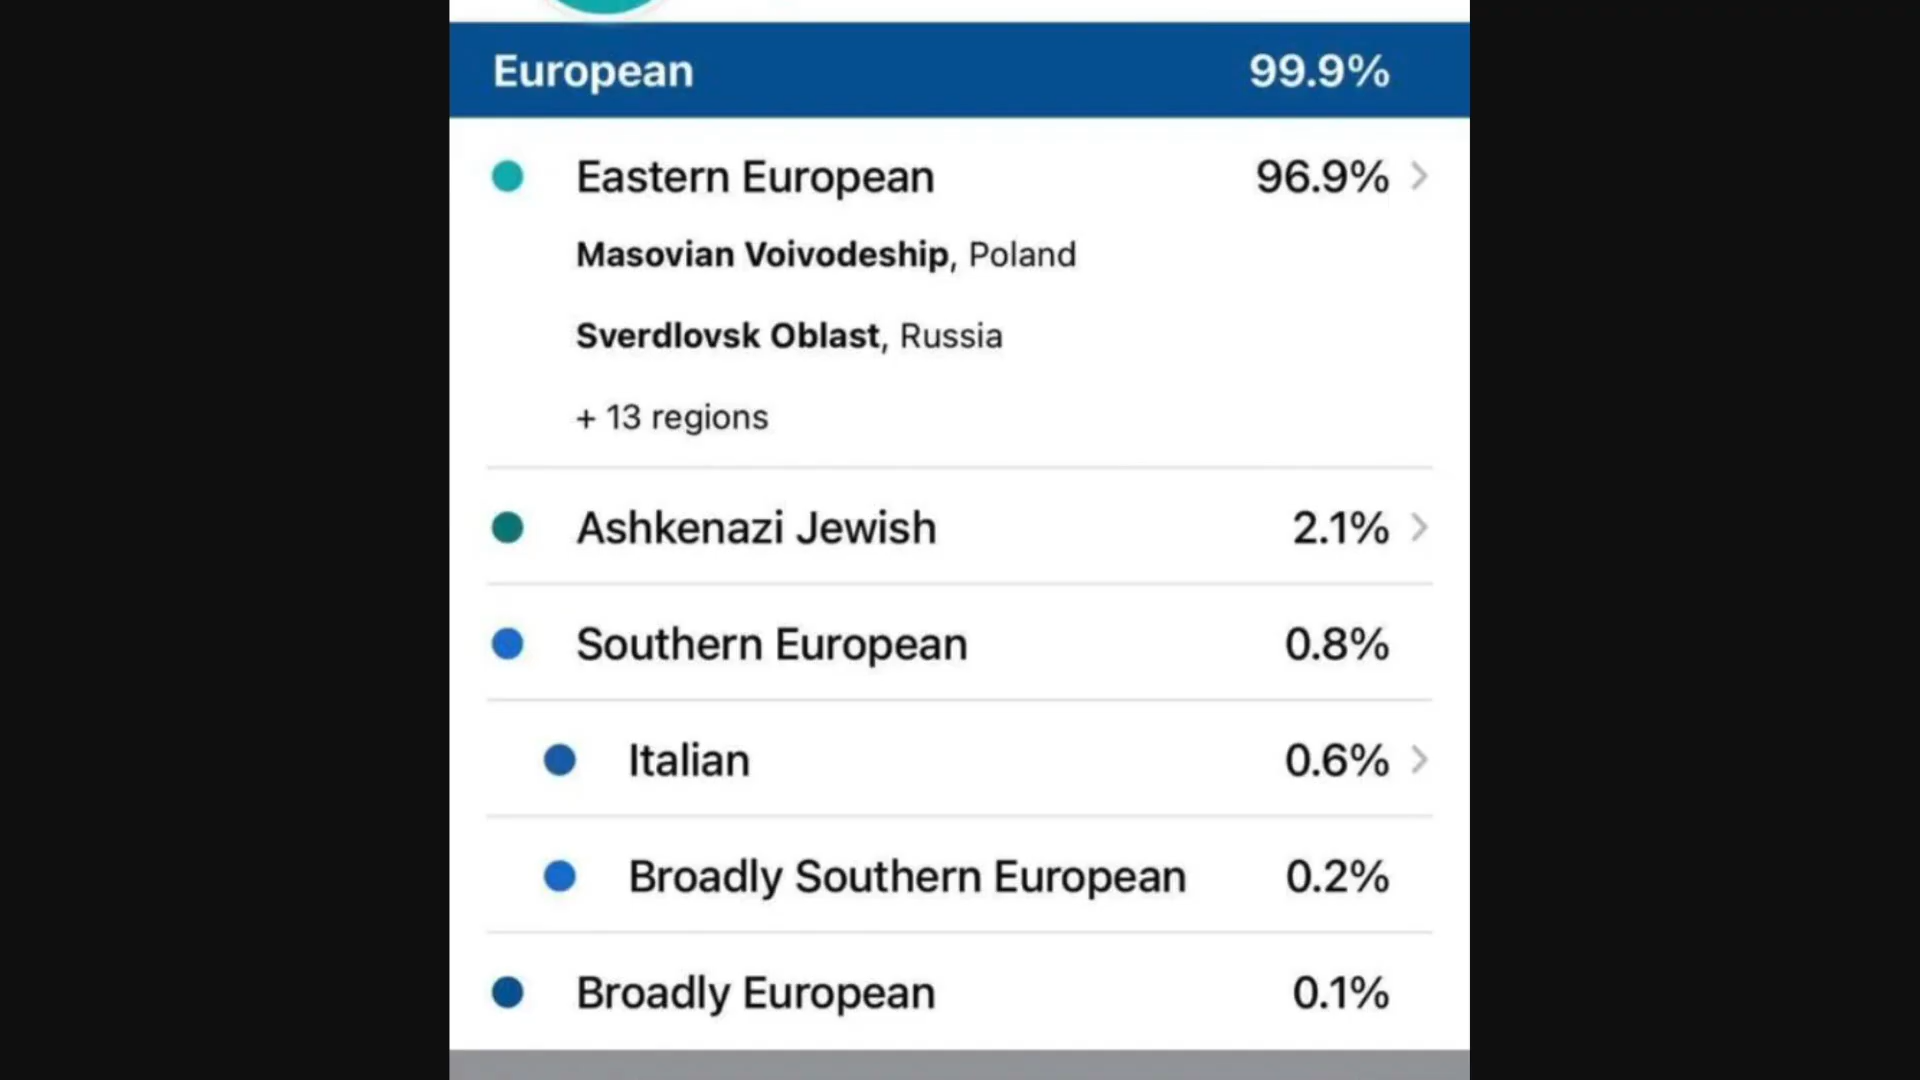 European 99.9%
Eastern European 96.9%
Masovian Voivodeship, Poland
Sverdlovsk Oblast, Russia
+ 13 regions
Ashkenazi Jewish 2.1%
Southern European 0.8%
Italian 0.6%
Broadly Southern European 0.2%
Broadly European 0.1%